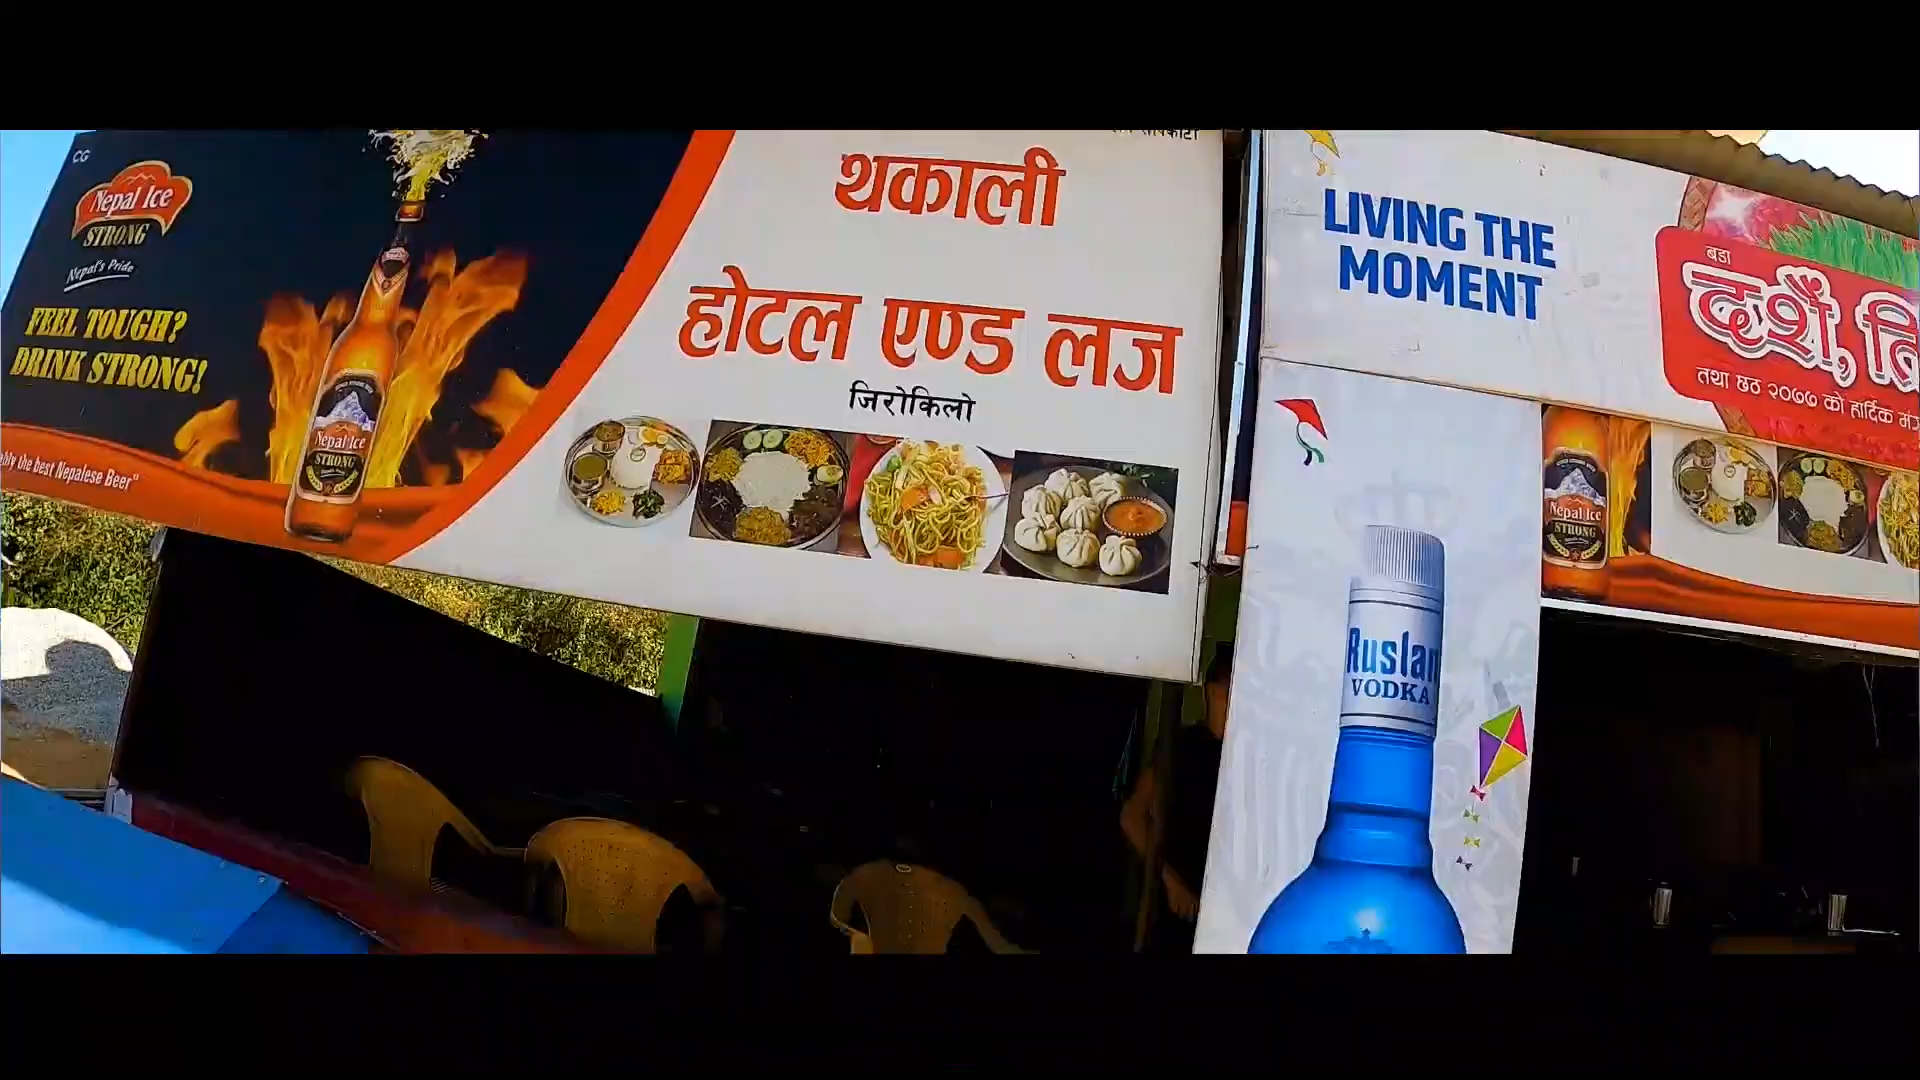 CG
Nepal Ice
STRONG
Nepal's Pride
FEEL TOUGH?
DRINK STRONG!
the best Nepalese Beer"
Nepal Ice
STRONG
थकाली
होटल एण्ड लज
जिरोकिलो
LIVING THE
MOMENT
बडा
दशैं,
तथा छठ २०७७ को हार्दिक
Nepal Ice
STRONG
Ruslan
VODKA